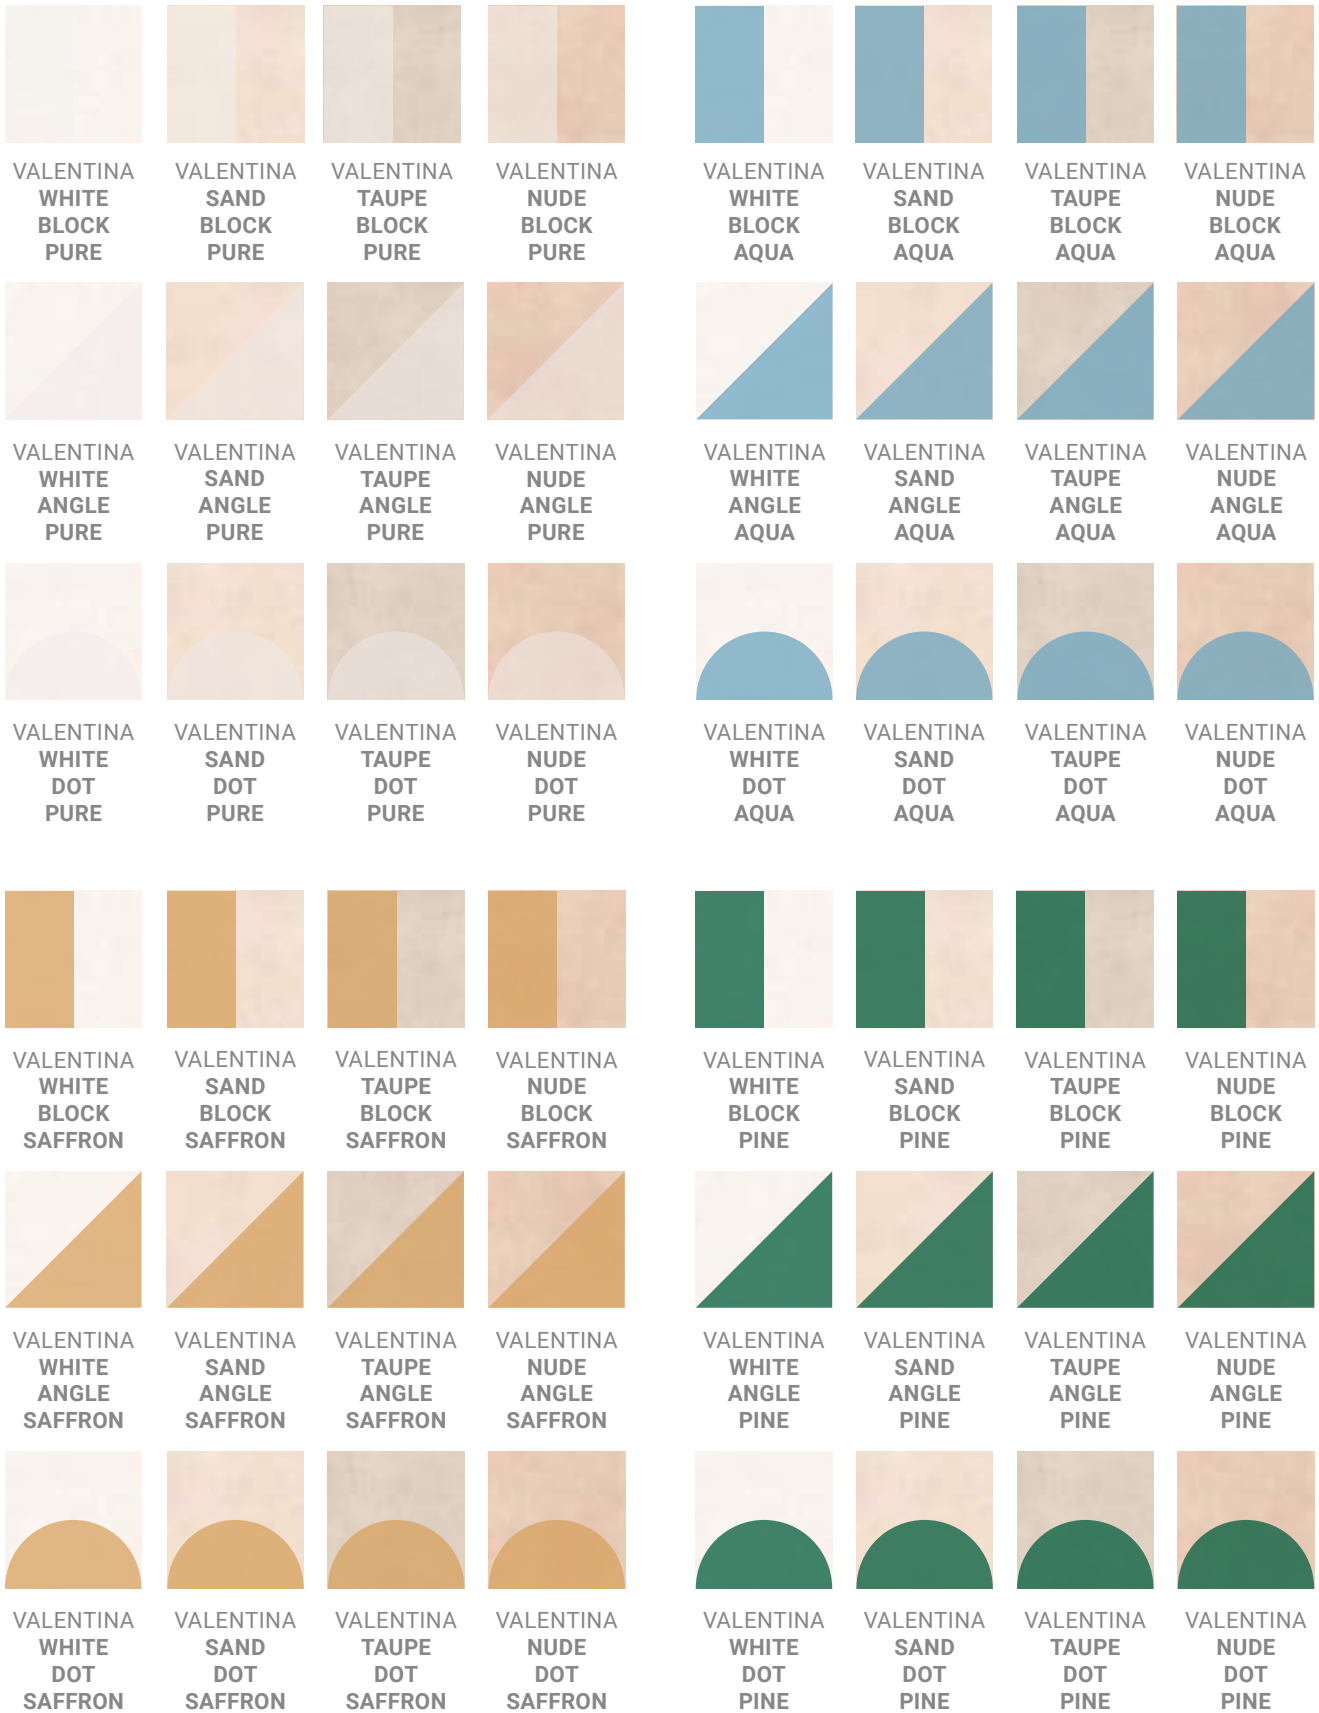 VALENTINA
WHITE
BLOCK
PURE
VALENTINA
SAND
BLOCK
PURE
VALENTINA
TAUPE
BLOCK
PURE
VALENTINA
NUDE
BLOCK
PURE
VALENTINA
WHITE
BLOCK
AQUA
VALENTINA
SAND
BLOCK
AQUA
VALENTINA
TAUPE
BLOCK
AQUA
VALENTINA
NUDE
BLOCK
AQUA
VALENTINA
WHITE
ANGLE
PURE
VALENTINA
SAND
ANGLE
PURE
VALENTINA
TAUPE
ANGLE
PURE
VALENTINA
NUDE
ANGLE
PURE
VALENTINA
WHITE
ANGLE
AQUA
VALENTINA
SAND
ANGLE
AQUA
VALENTINA
TAUPE
ANGLE
AQUA
VALENTINA
NUDE
ANGLE
AQUA
VALENTINA
WHITE
DOT
PURE
VALENTINA
SAND
DOT
PURE
VALENTINA
TAUPE
DOT
PURE
VALENTINA
NUDE
DOT
PURE
VALENTINA
WHITE
DOT
AQUA
VALENTINA
SAND
DOT
AQUA
VALENTINA
TAUPE
DOT
AQUA
VALENTINA
NUDE
DOT
AQUA
VALENTINA
WHITE
BLOCK
SAFFRON
VALENTINA
SAND
BLOCK
SAFFRON
VALENTINA
TAUPE
BLOCK
SAFFRON
VALENTINA
NUDE
BLOCK
SAFFRON
VALENTINA
WHITE
BLOCK
PINE
VALENTINA
SAND
BLOCK
PINE
VALENTINA
TAUPE
BLOCK
PINE
VALENTINA
NUDE
BLOCK
PINE
VALENTINA
WHITE
ANGLE
SAFFRON
VALENTINA
SAND
ANGLE
SAFFRON
VALENTINA
TAUPE
ANGLE
SAFFRON
VALENTINA
NUDE
ANGLE
SAFFRON
VALENTINA
WHITE
ANGLE
PINE
VALENTINA
SAND
ANGLE
PINE
VALENTINA
TAUPE
ANGLE
PINE
VALENTINA
NUDE
ANGLE
PINE
VALENTINA
WHITE
DOT
SAFFRON
VALENTINA
SAND
DOT
SAFFRON
VALENTINA
TAUPE
DOT
SAFFRON
VALENTINA
NUDE
DOT
SAFFRON
VALENTINA
WHITE
DOT
PINE
VALENTINA
SAND
DOT
PINE
VALENTINA
TAUPE
DOT
PINE
VALENTINA
NUDE
DOT
PINE